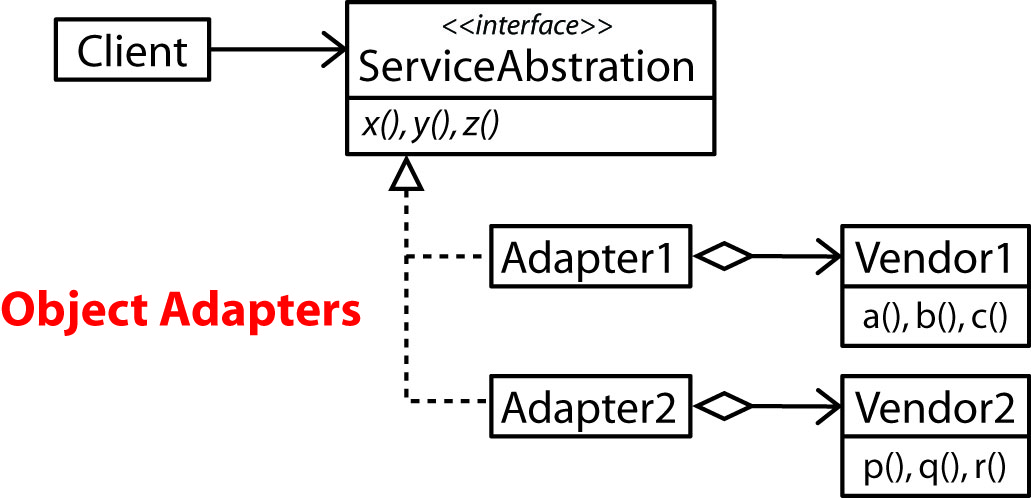 Client
<<interface>>
ServiceAbstration
x(), y(), z()
Adapter1
Vendor1
a(), b(), c()
Object Adapters
Adapter2
Vendor2
p(), q(), r()